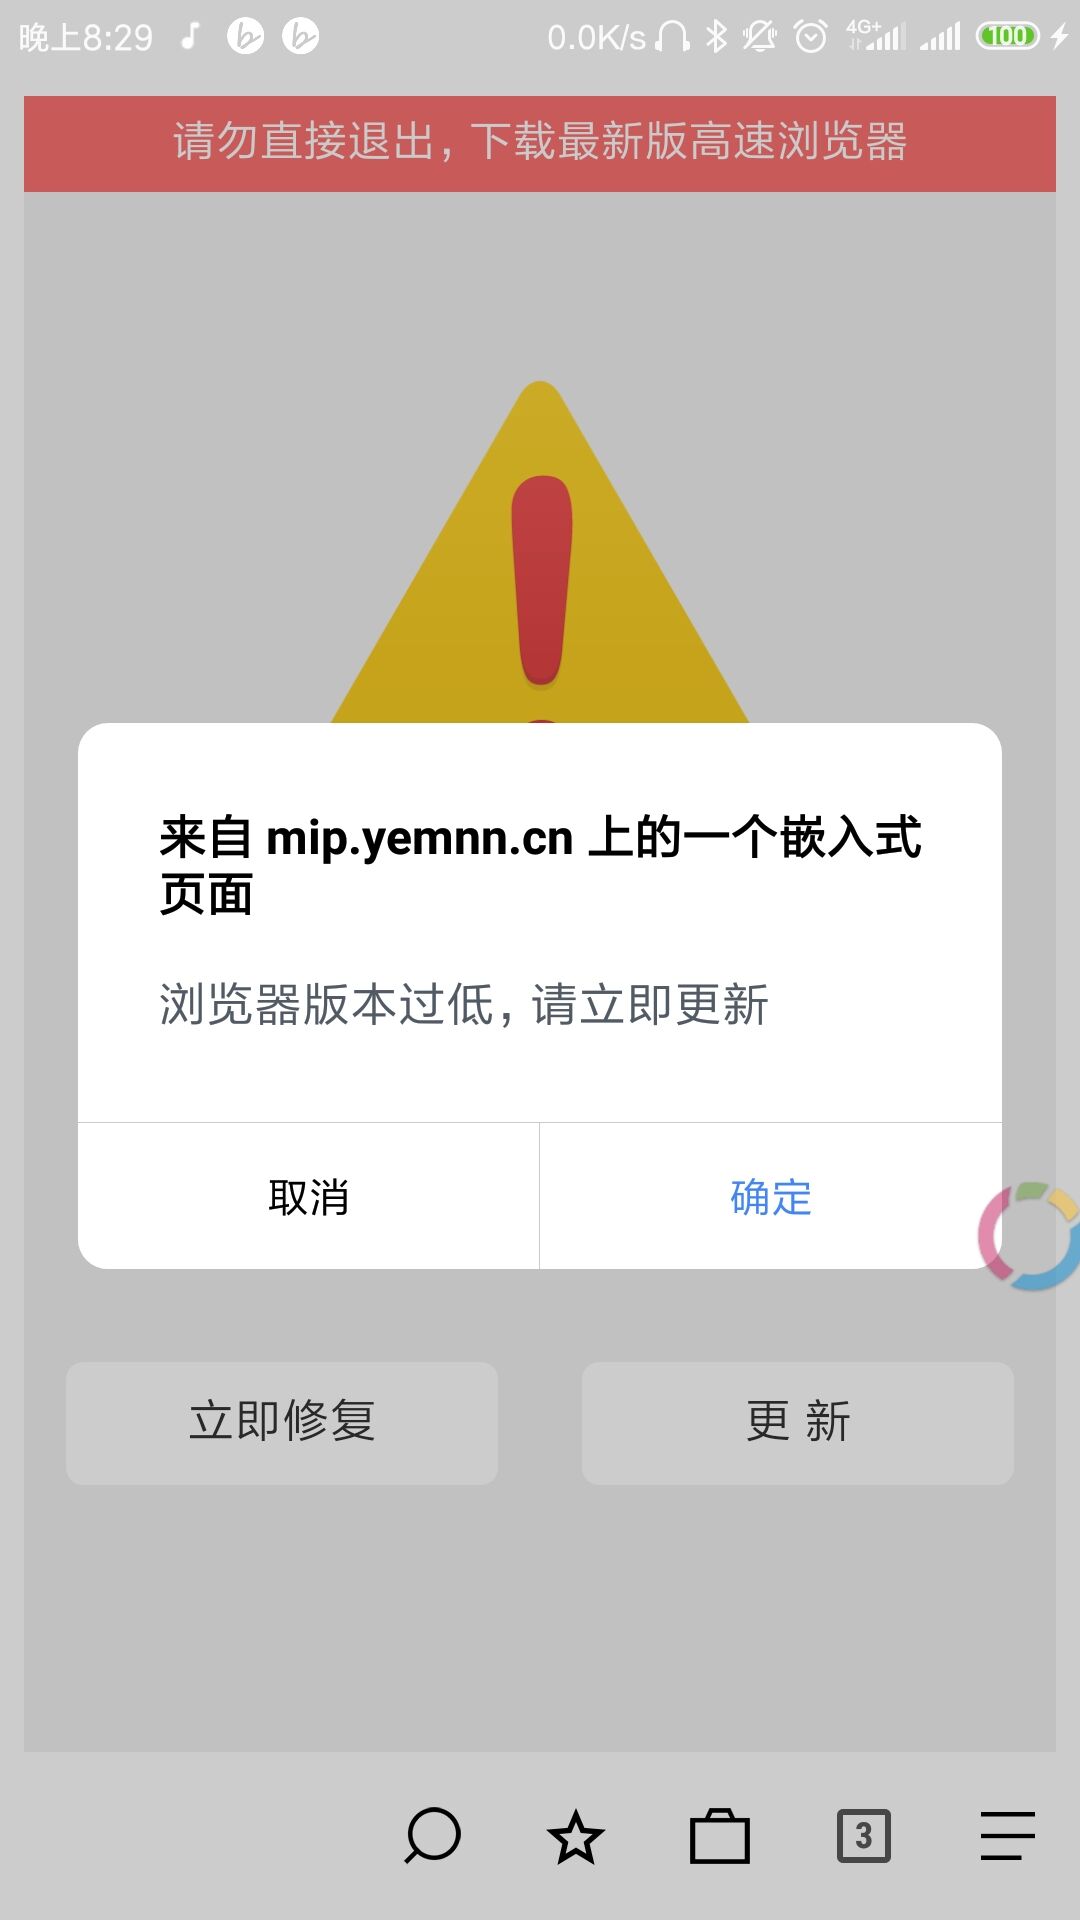 晚上8:29
0.0K/s
4G+
100
请勿直接退出，下载最新版高速浏览器
来自 mip.yemnn.cn 上的一个嵌入式
页面
浏览器版本过低，请立即更新
取消
确定
立即修复
更 新
3